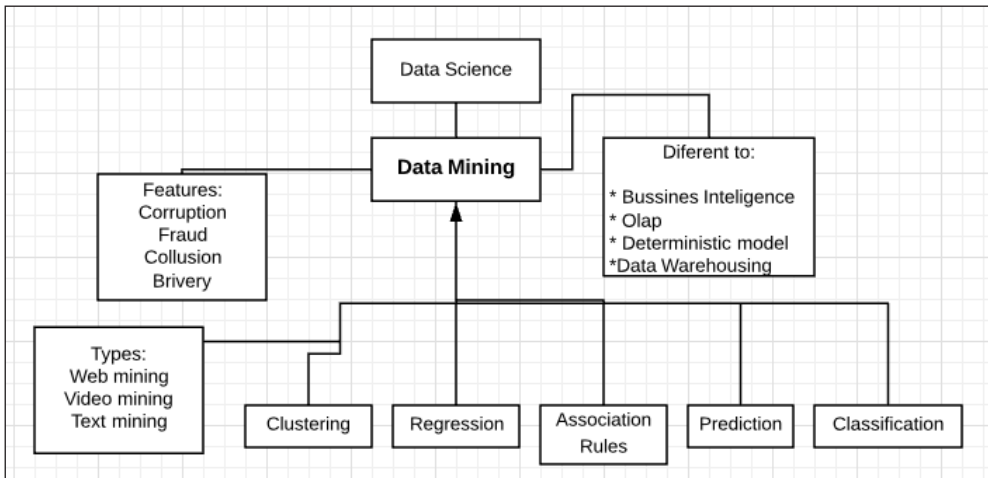 Data Science
Data Mining
Features:
Corruption
Fraud
Collusion
Brivery
Diferent to:
* Bussines Inteligence
* Olap
* Deterministic model
*Data Warehousing
Types:
Web mining
Video mining
Text mining
Clustering
Regression
Association
Rules
Prediction
Classification